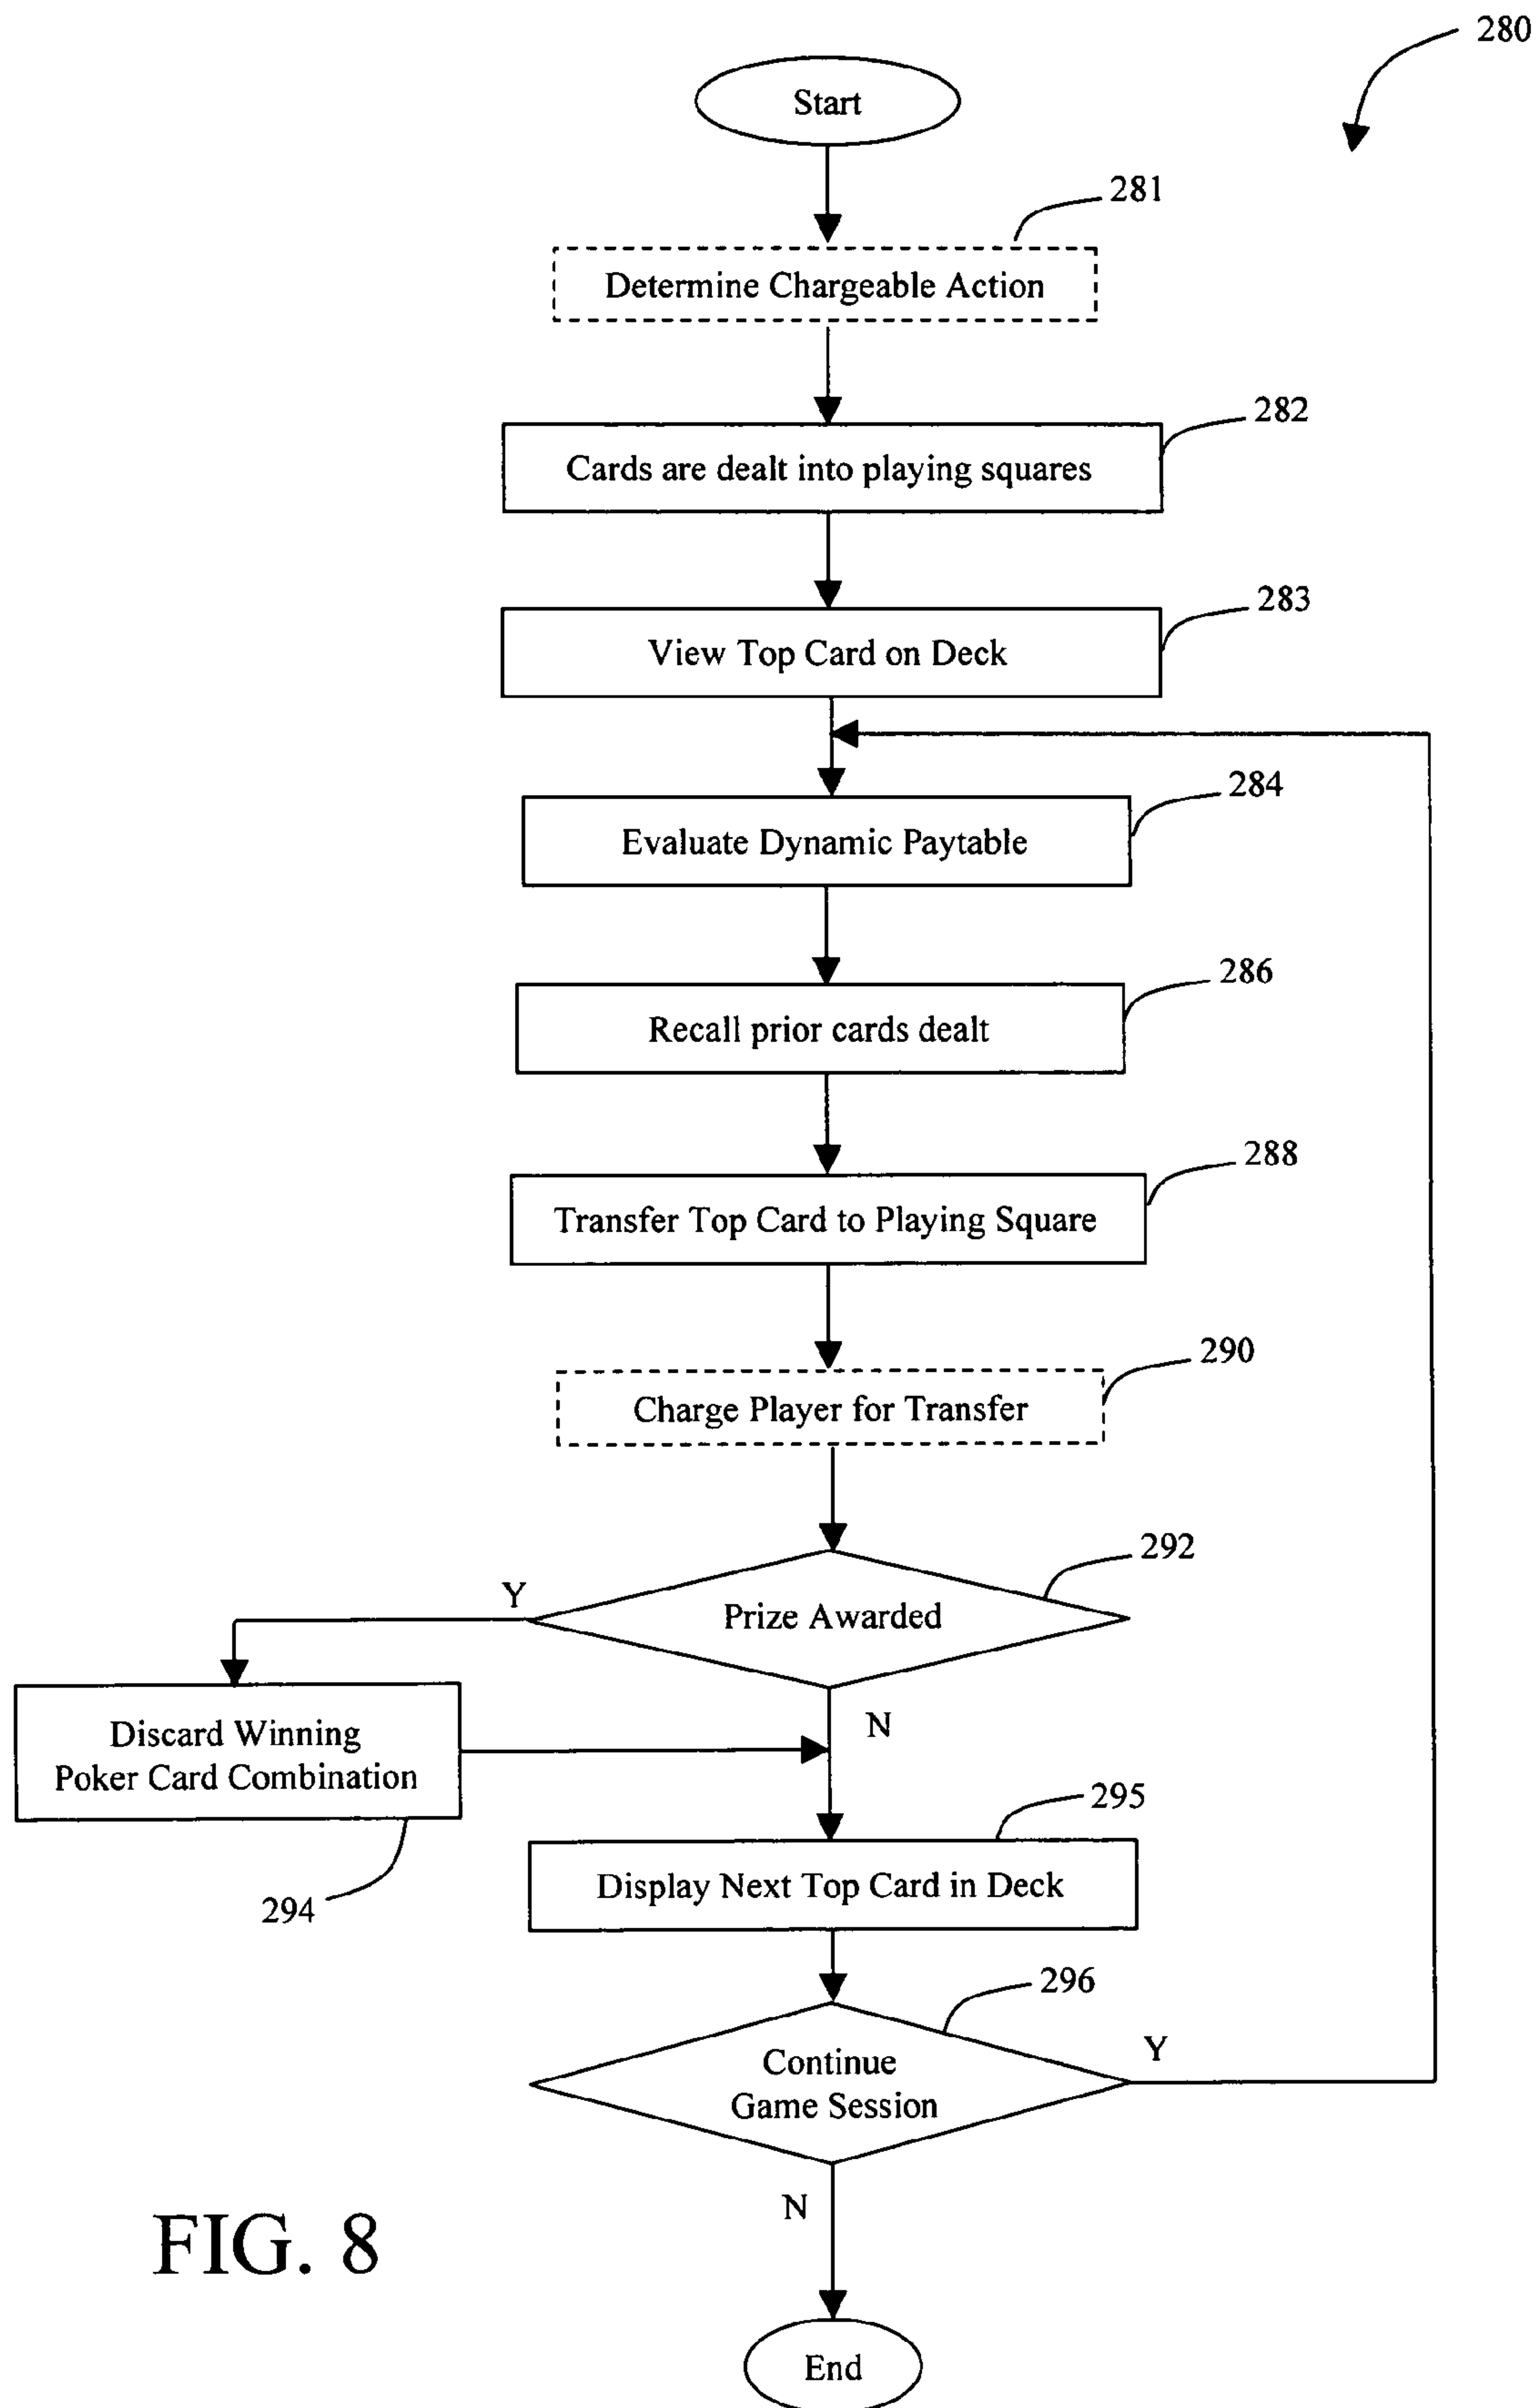 280
Start
281
Determine Chargeable Action
282
Cards are dealt into playing squares
283
View Top Card on Deck
284
Evaluate Dynamic Paytable
286
Recall prior cards dealt
288
Transfer Top Card to Playing Square
290
Charge Player for Transfer
292
Y
Prize Awarded
N
Discard Winning
Poker Card Combination
294
295
Display Next Top Card in Deck
296
Y
Continue
Game Session
N
FIG. 8
End